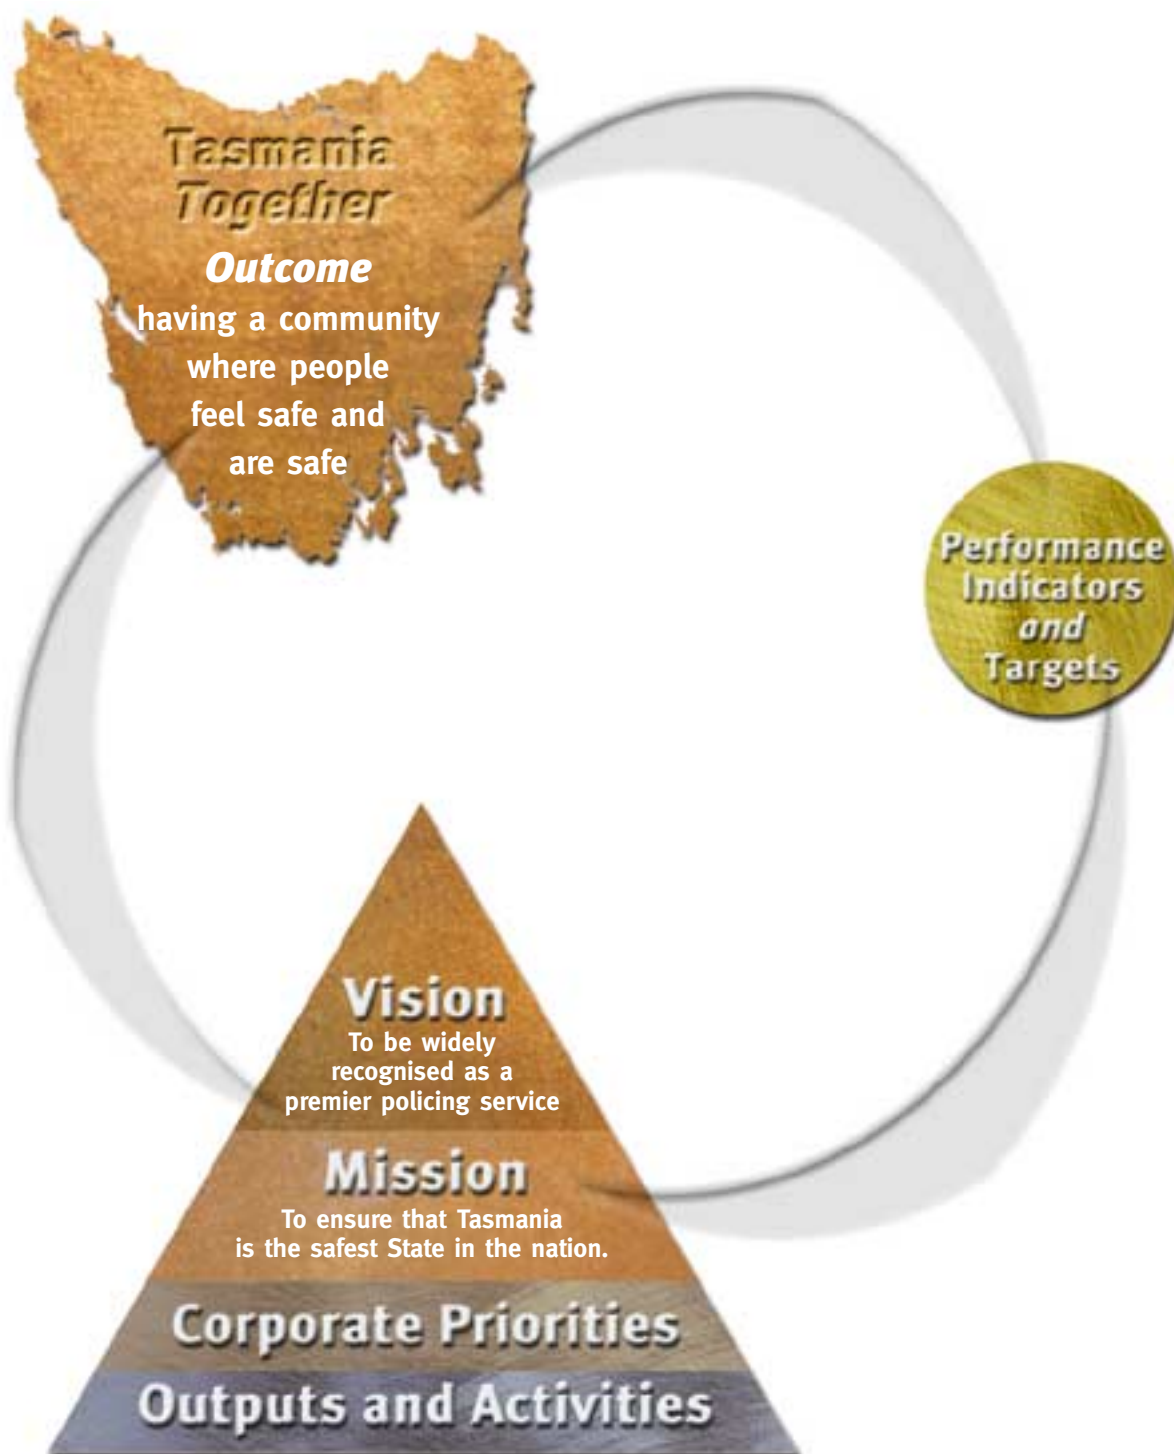 Tasmania
Together
Outcome
having a community
where people
feel safe and
are safe
Performance
Indicators
and
Targets
Vision
To be widely
recognised as a
premier policing service
Mission
To ensure that Tasmania
is the safest State in the nation.
Corporate Priorities
Outputs and Activities